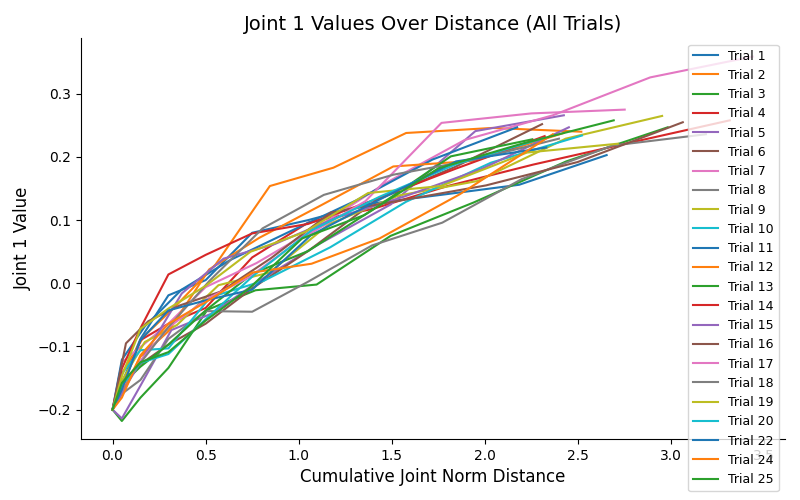 Joint 1 Values Over Distance (All Trials)
Joint 1 Value
0.3
0.2
0.1
0.0
−0.1
−0.2
0.0 0.5 1.0 1.5 2.0 2.5 3.0 3.5
Cumulative Joint Norm Distance
Trial 1
Trial 2
Trial 3
Trial 4
Trial 5
Trial 6
Trial 7
Trial 8
Trial 9
Trial 10
Trial 11
Trial 12
Trial 13
Trial 14
Trial 15
Trial 16
Trial 17
Trial 18
Trial 19
Trial 20
Trial 22
Trial 24
Trial 25